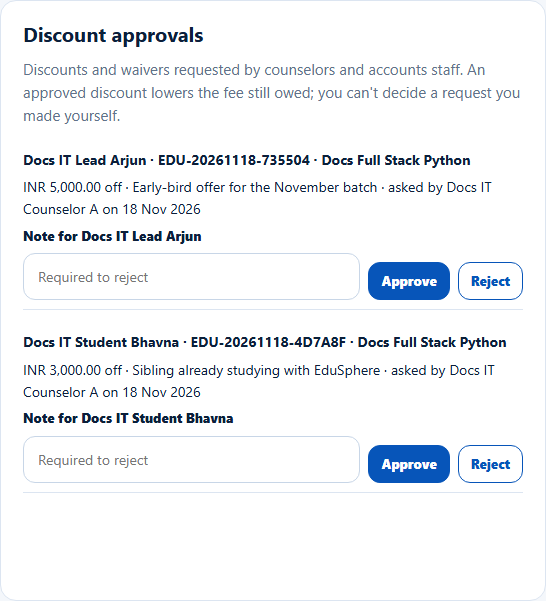 Discount approvals
Discounts and waivers requested by counselors and accounts staff. An
approved discount lowers the fee still owed; you can't decide a request you
made yourself.
Docs IT Lead Arjun · EDU-20261118-735504 · Docs Full Stack Python
INR 5,000.00 off · Early-bird offer for the November batch · asked by Docs IT
Counselor A on 18 Nov 2026
Note for Docs IT Lead Arjun
Required to reject
Approve
Reject
Docs IT Student Bhavna · EDU-20261118-4D7A8F · Docs Full Stack Python
INR 3,000.00 off · Sibling already studying with EduSphere · asked by Docs IT
Counselor A on 18 Nov 2026
Note for Docs IT Student Bhavna
Required to reject
Approve
Reject